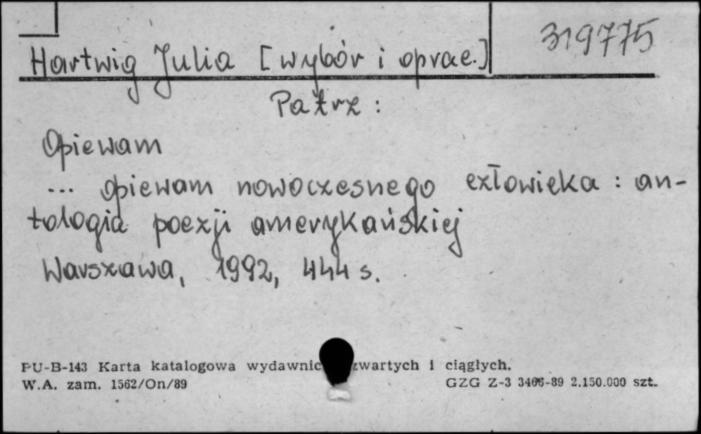 319775
Hartwig Julia [wybór i oprac.]
Patrz :
Opiewam
... opiewam nowoczesnego człowieka : an-
tologia poezji amerykańskiej
Warszawa, 1992, 444 s.
PU-B-143 Karta katalogowa wydawnic zwartych i ciągłych.
W.A. zam. 1562/On/89 GZG Z-3 3406-89 2.150.000 szt.